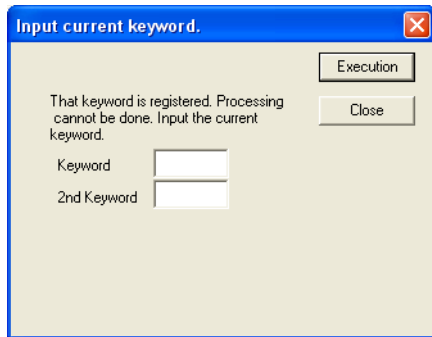 Input current keyword.
Execution
That keyword is registered. Processing
cannot be done. Input the current
keyword.
Close
Keyword
2nd Keyword